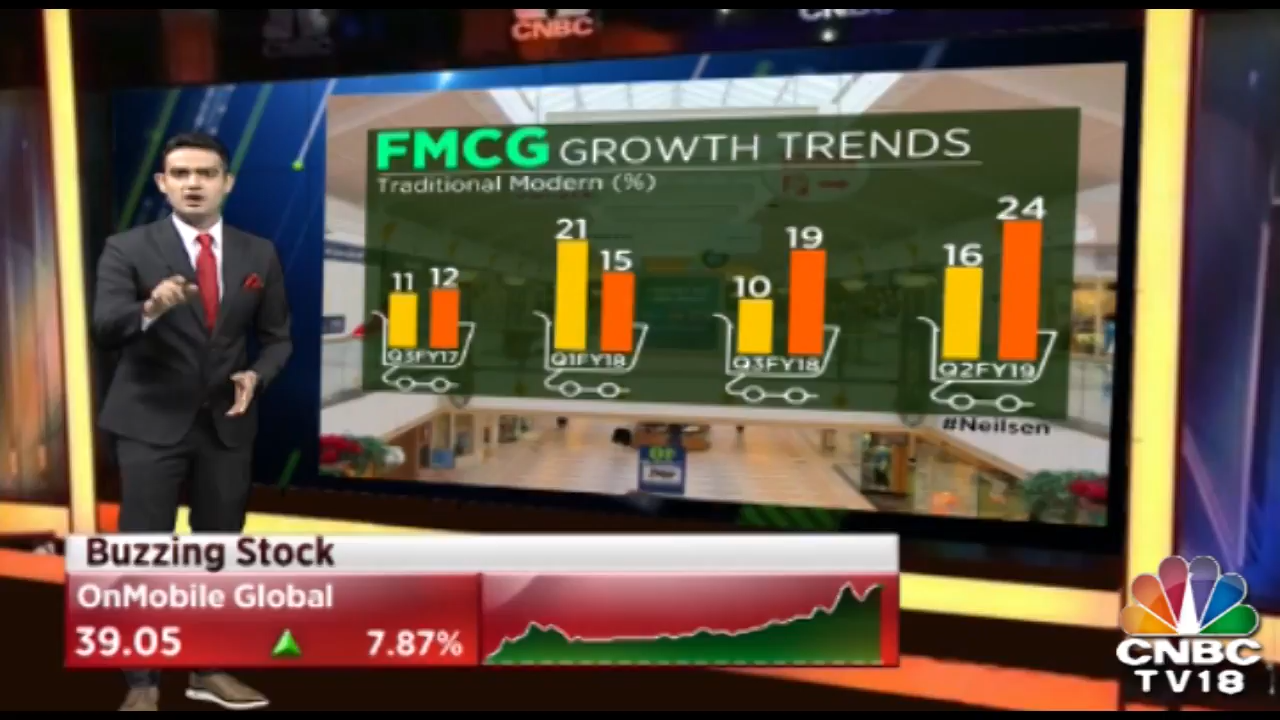 CNBC
CNBC
FMCG GROWTH TRENDS
Traditional Modern (%)
11 12
21 15
10 19
16 24
Q3FY17
Q1FY18
Q3FY18
Q2FY19
#Neilsen
Buzzing Stock
OnMobile Global
39.05 7.87%
CNBC
TV18